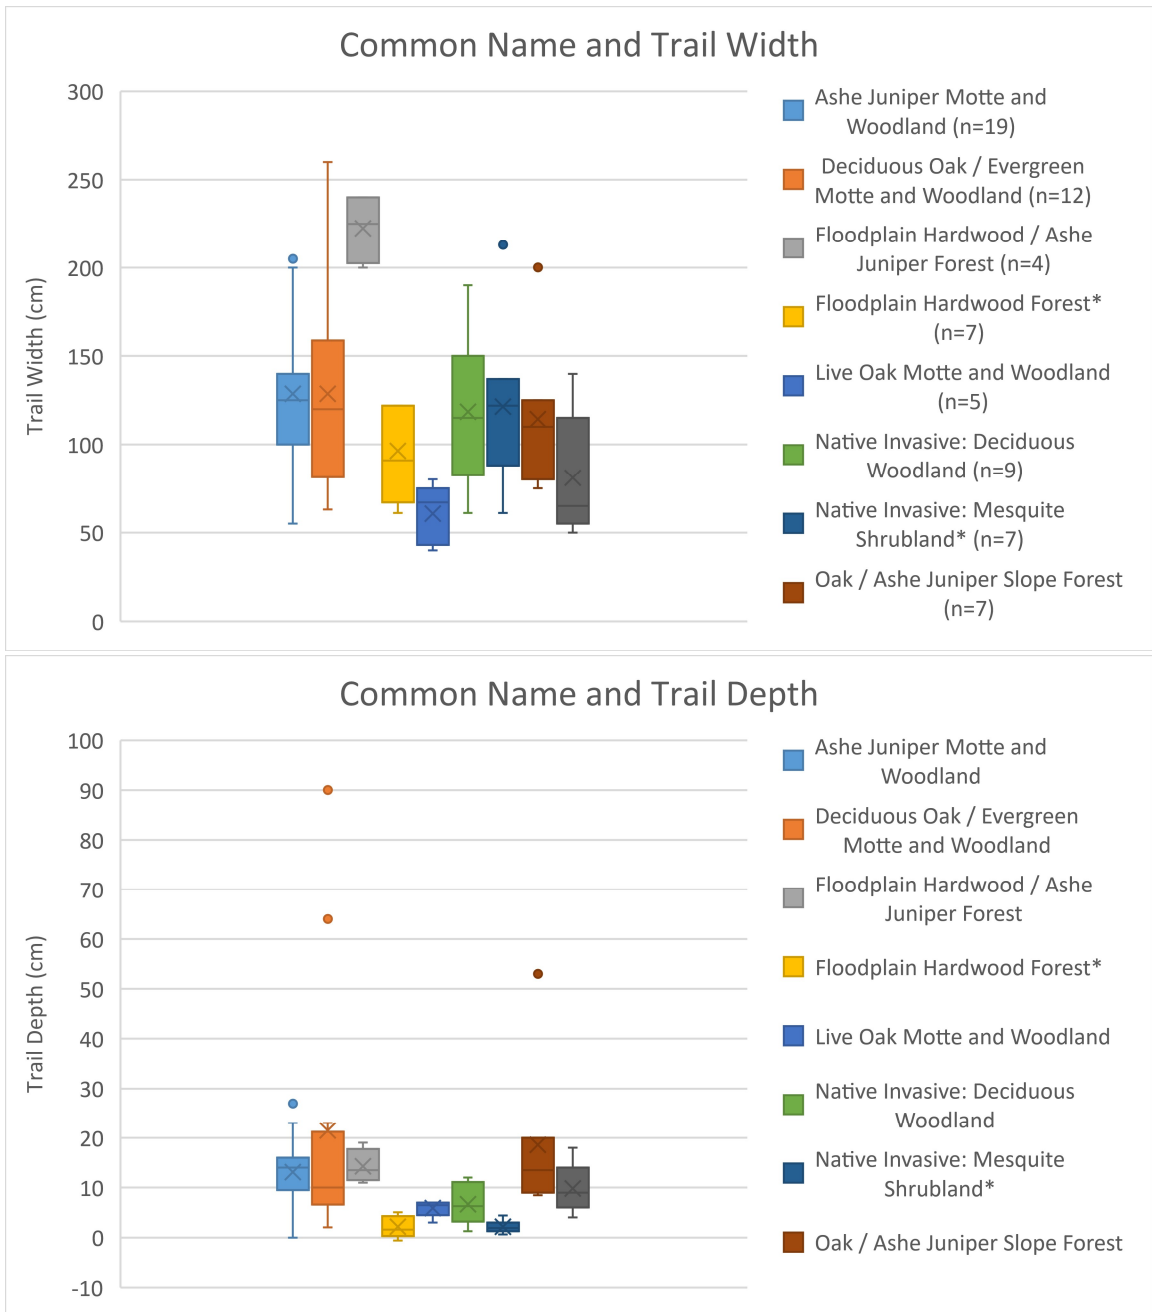 Common Name and Trail Width
300
250
200
150
100
50
0
Trail Width (cm)
Ashe Juniper Motte and
Woodland (n=19)
Deciduous Oak / Evergreen
Motte and Woodland (n=12)
Floodplain Hardwood / Ashe
Juniper Forest (n=4)
Floodplain Hardwood Forest*
(n=7)
Live Oak Motte and Woodland
(n=5)
Native Invasive: Deciduous
Woodland (n=9)
Native Invasive: Mesquite
Shrubland* (n=7)
Oak / Ashe Juniper Slope Forest
(n=7)
Common Name and Trail Depth
100
90
80
70
60
50
40
30
20
10
0
-10
Trail Depth (cm)
Ashe Juniper Motte and
Woodland
Deciduous Oak / Evergreen
Motte and Woodland
Floodplain Hardwood / Ashe
Juniper Forest
Floodplain Hardwood Forest*
Live Oak Motte and Woodland
Native Invasive: Deciduous
Woodland
Native Invasive: Mesquite
Shrubland*
Oak / Ashe Juniper Slope Forest